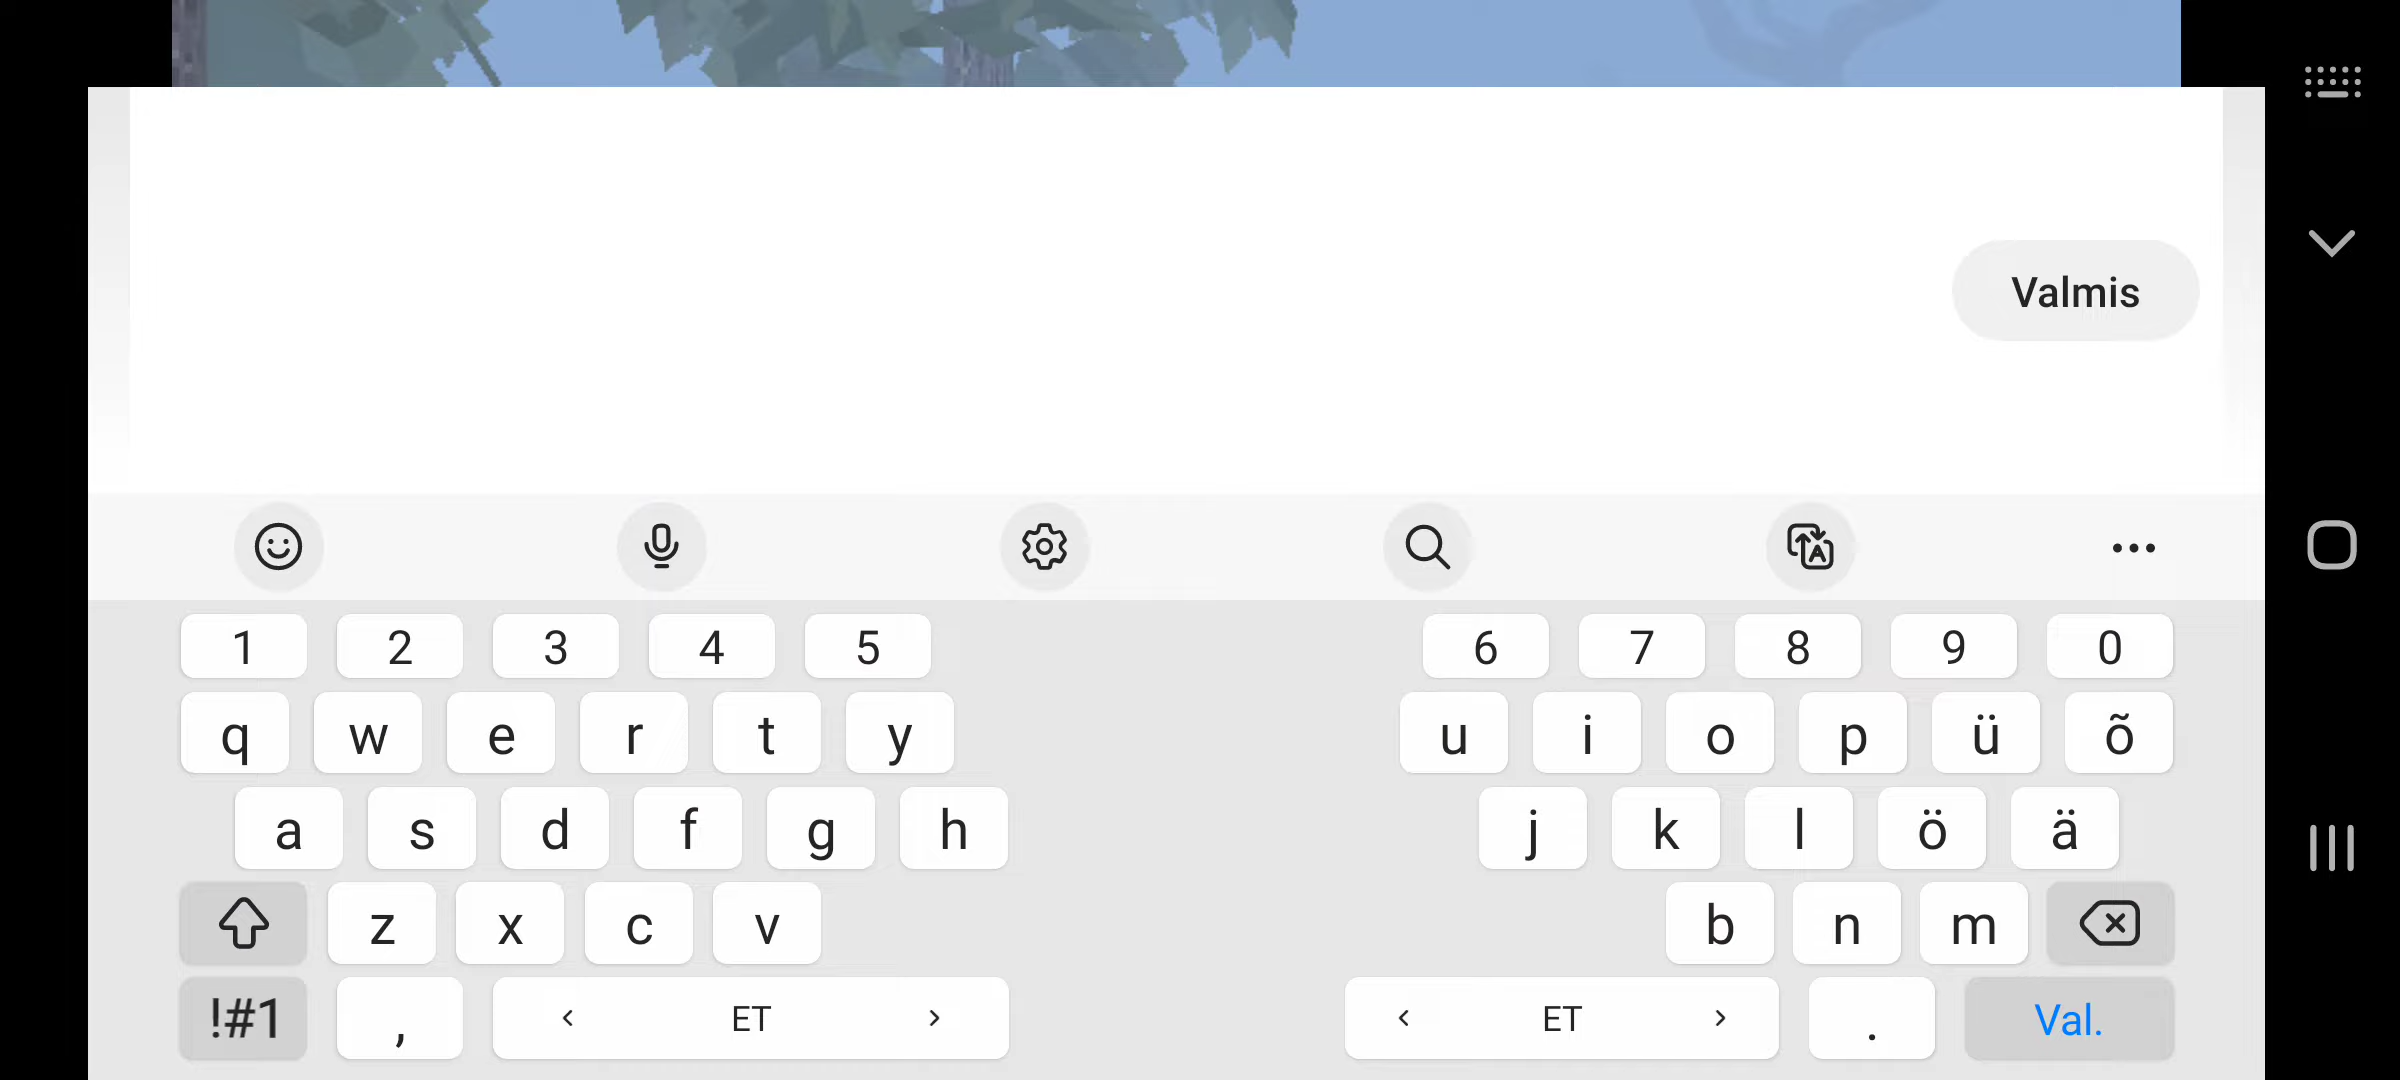 Valmis
1 2 3 4 5 6 7 8 9 0
q w e r t y u i o p ü õ
a s d f g h j k l ö ä
z x c v b n m
!#1 , < ET > < ET > . Val.